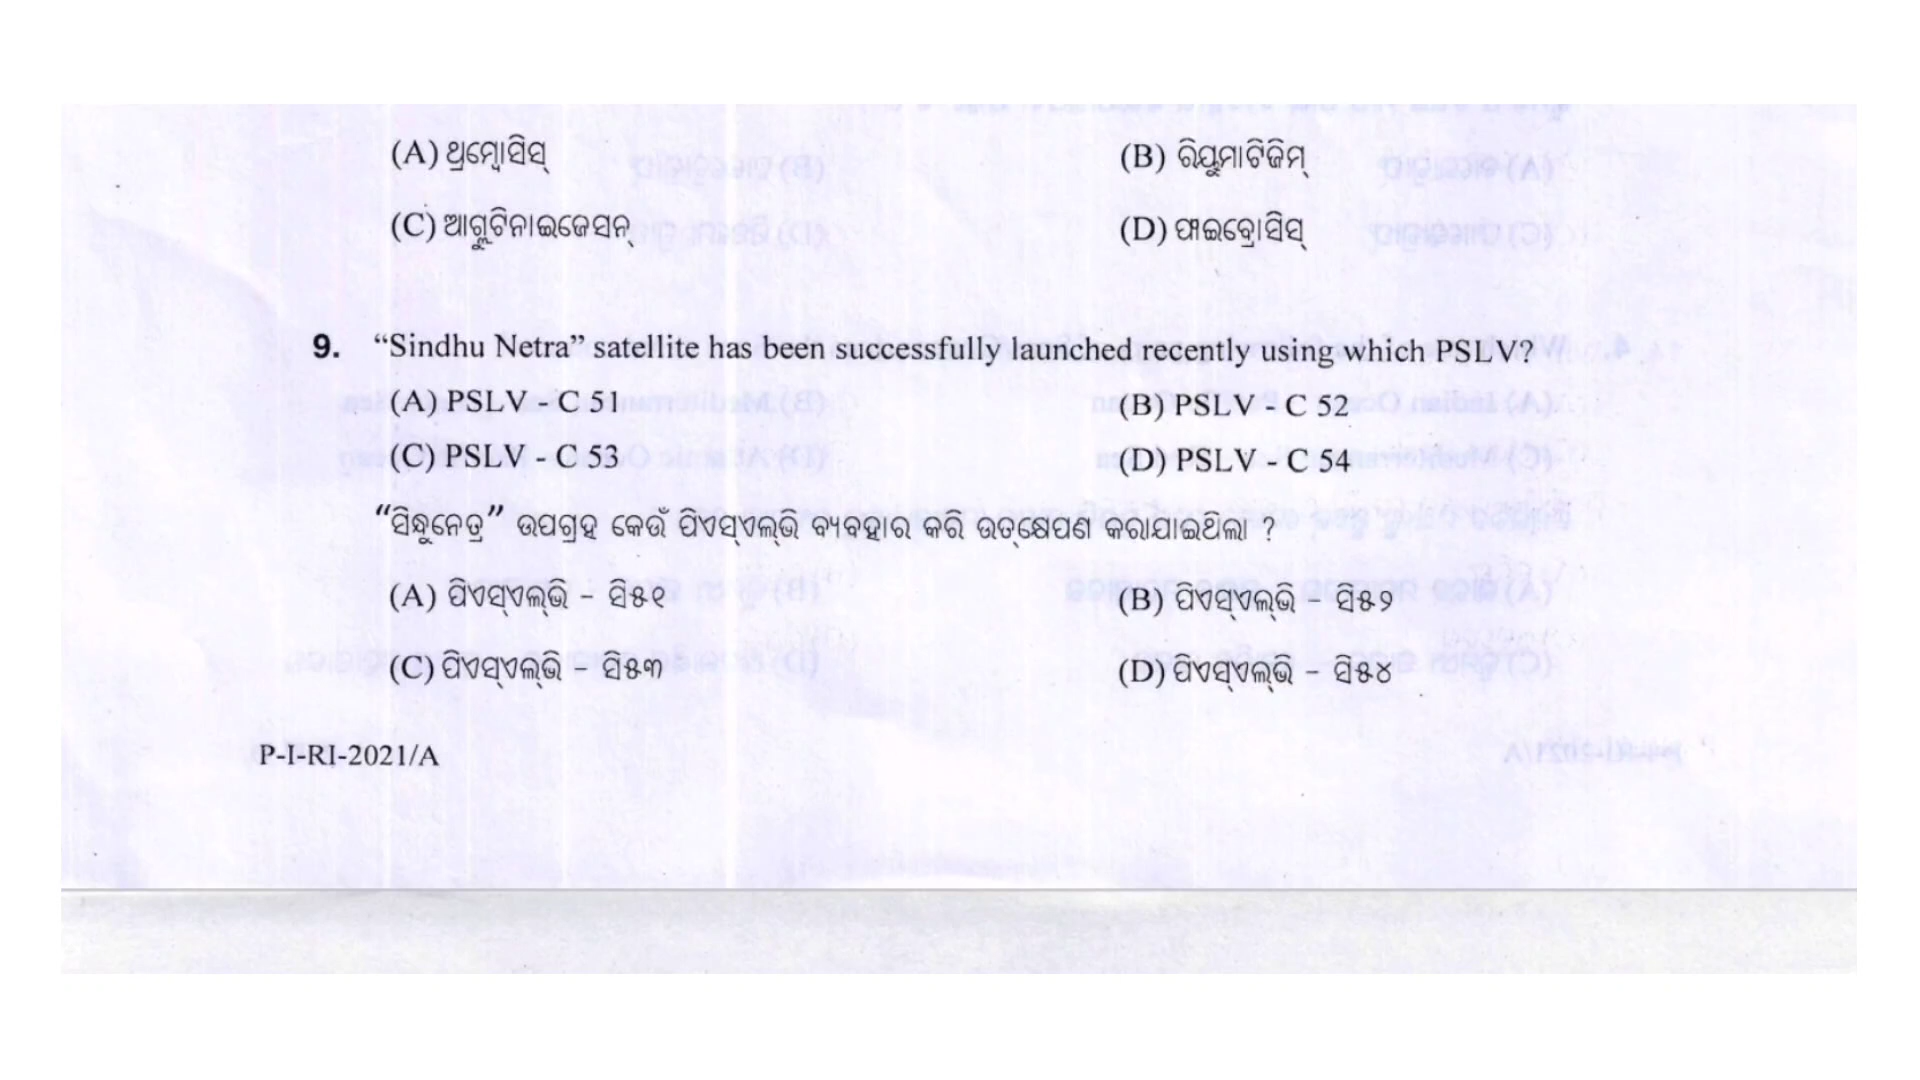 (A) ଥ୍ରମ୍ବୋସିସ୍ (B) ରିୟୁମାଟିଜିମ୍
(C) ଆଗ୍ଲୁଟିନାଇଜେସନ୍ (D) ଫାଇବ୍ରୋସିସ୍
9. “Sindhu Netra” satellite has been successfully launched recently using which PSLV?
(A) PSLV - C 51 (B) PSLV - C 52
(C) PSLV - C 53 (D) PSLV - C 54
“ସିନ୍ଧୁନେତ୍ର” ଉପଗ୍ରହ କେଉଁ ପିଏସ୍ଏଲ୍‌ଭି ବ୍ୟବହାର କରି ଉତ୍‌କ୍ଷେପଣ କରାଯାଇଥିଲା ?
(A) ପିଏସ୍ଏଲ୍‌ଭି – ସି୫୧ (B) ପିଏସ୍ଏଲ୍‌ଭି – ସି୫୨
(C) ପିଏସ୍ଏଲ୍‌ଭି – ସି୫୩ (D) ପିଏସ୍ଏଲ୍‌ଭି – ସି୫୪
P-I-RI-2021/A